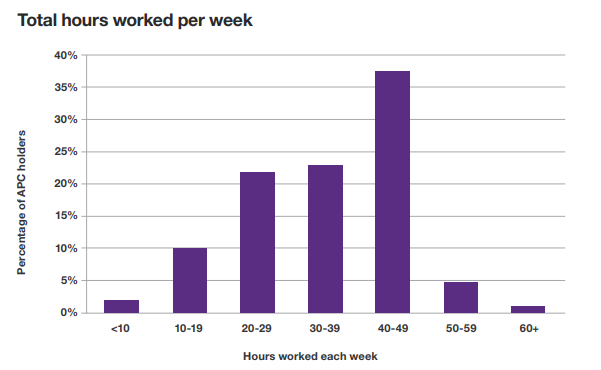 Total hours worked per week
40%
35%
30%
25%
20%
15%
10%
5%
0%
Percentage of APC holders
<10 10-19 20-29 30-39 40-49 50-59 60+
Hours worked each week